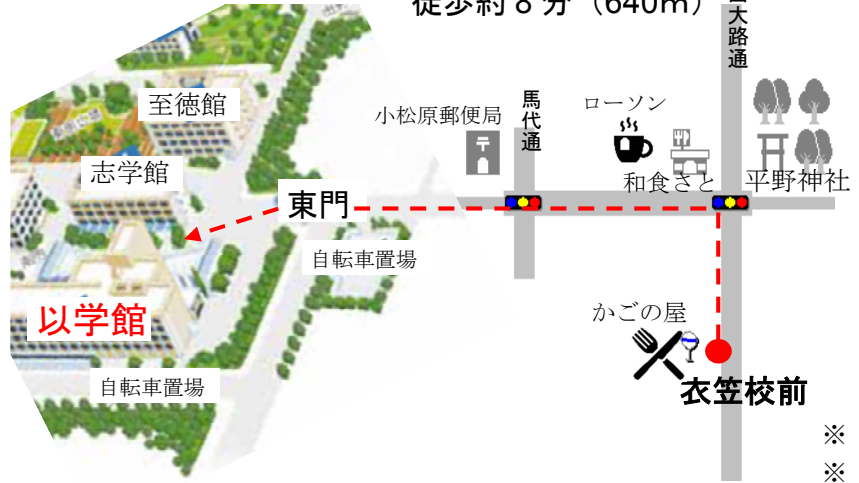 徒歩約８分（640m）
大路通
馬代通
ローソン
小松原郵便局
至徳館
志学館
和食さと
平野神社
東門
自転車置場
以学館
かごの屋
自転車置場
衣笠校前
※
※